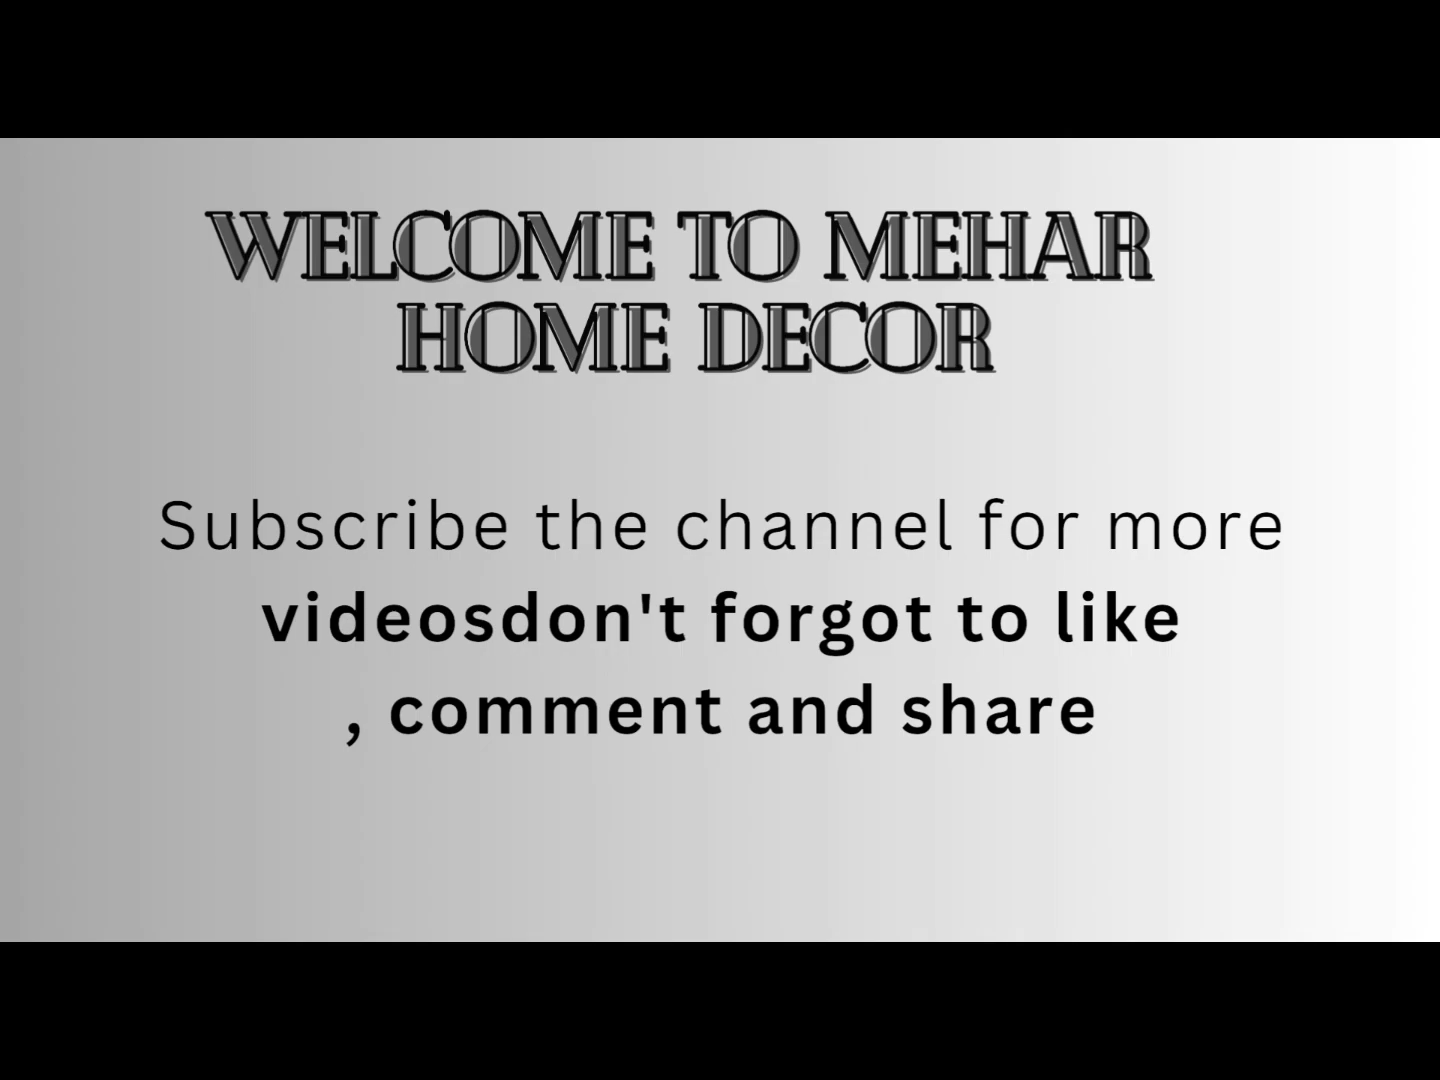 WELCOME TO MEHAR
HOME DECOR
Subscribe the channel for more
videosdon't forgot to like
, comment and share